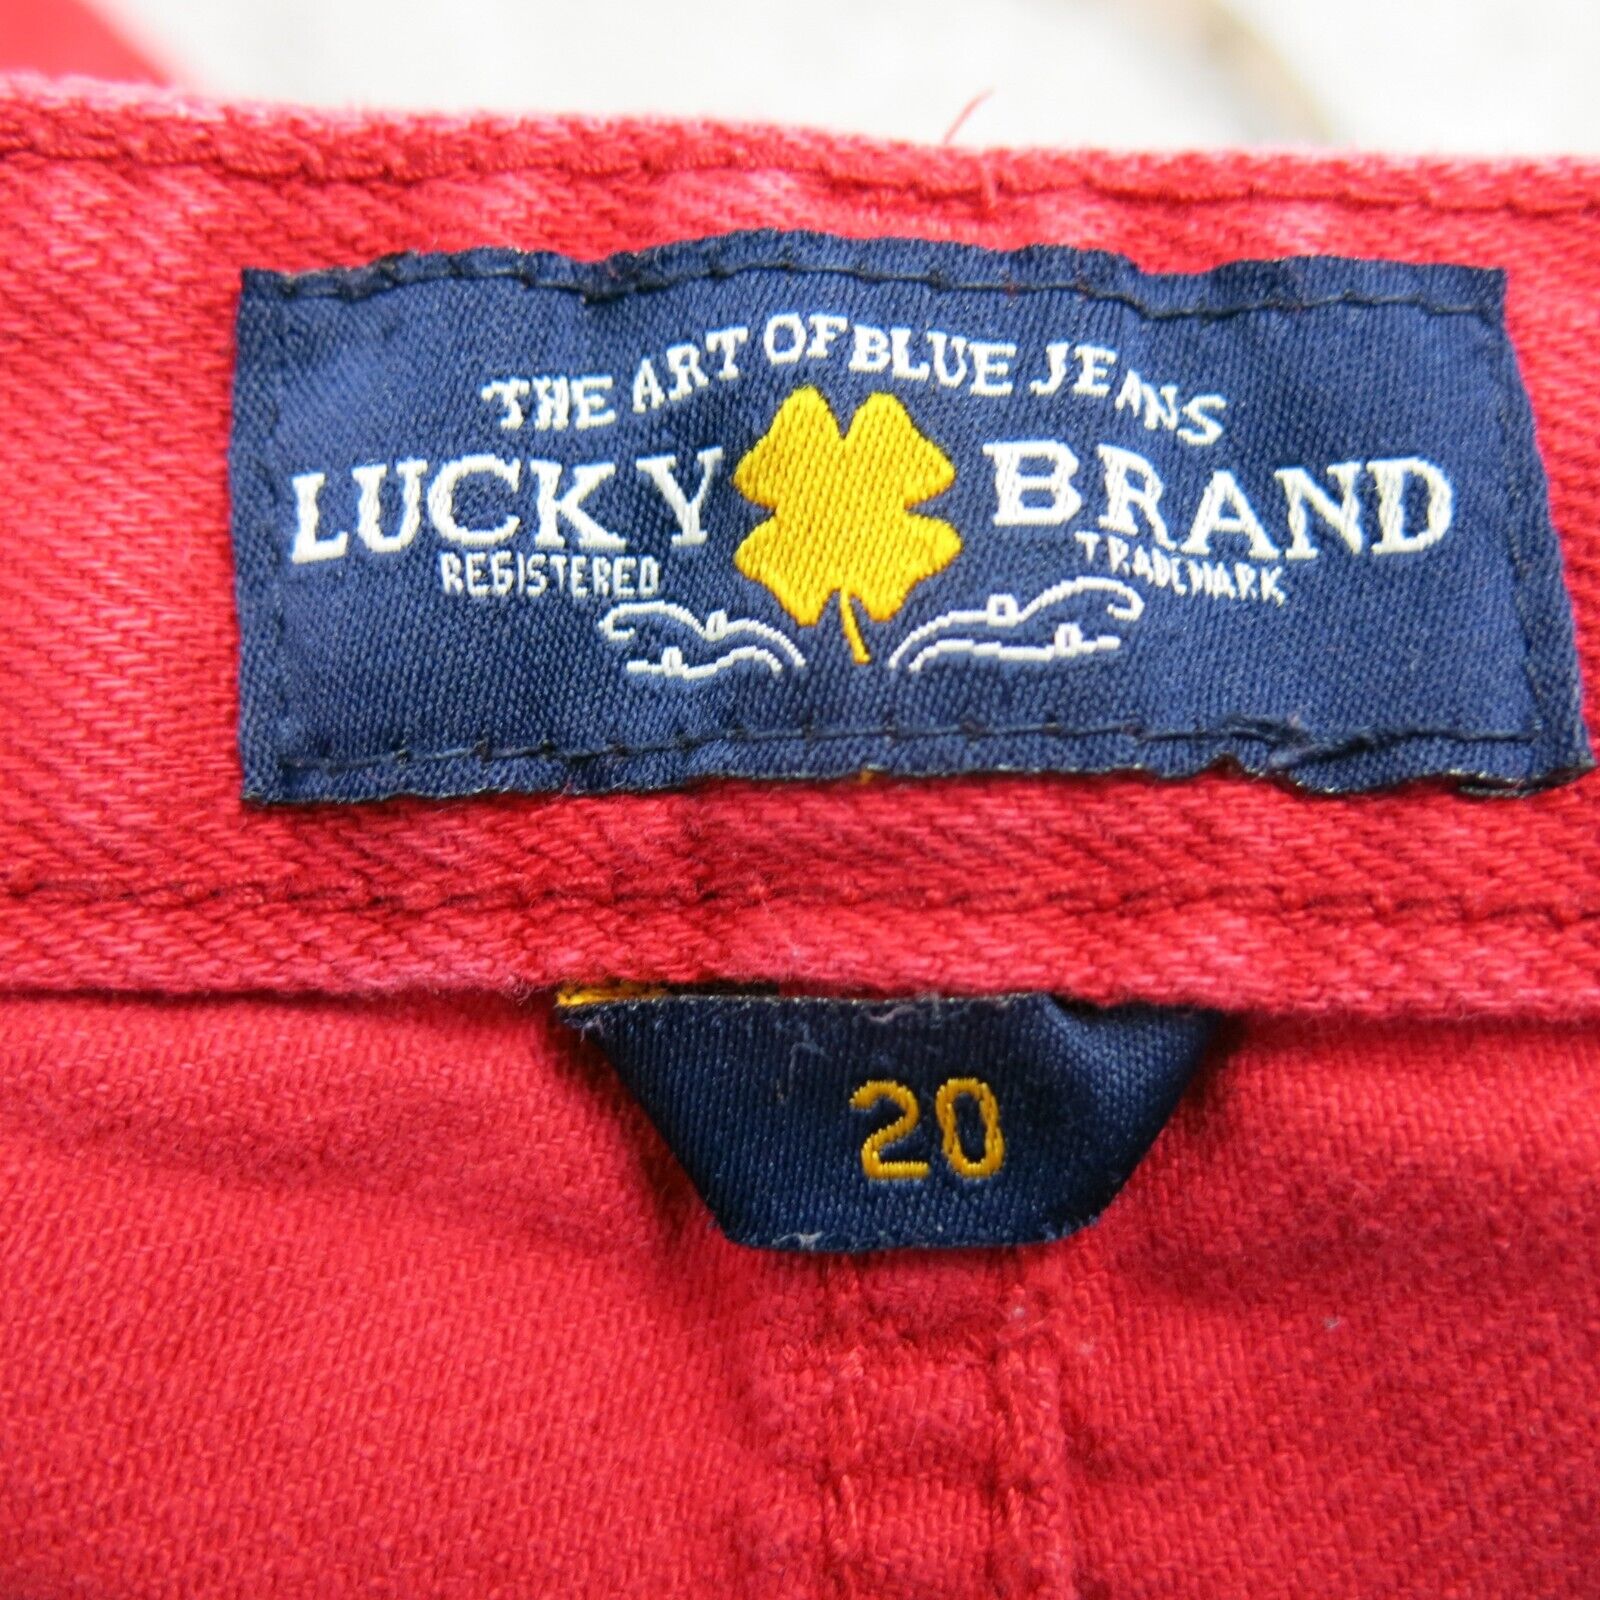 THE ART OF BLUE JEANS
LUCKY BRAND
REGISTERED TRADEMARK
20